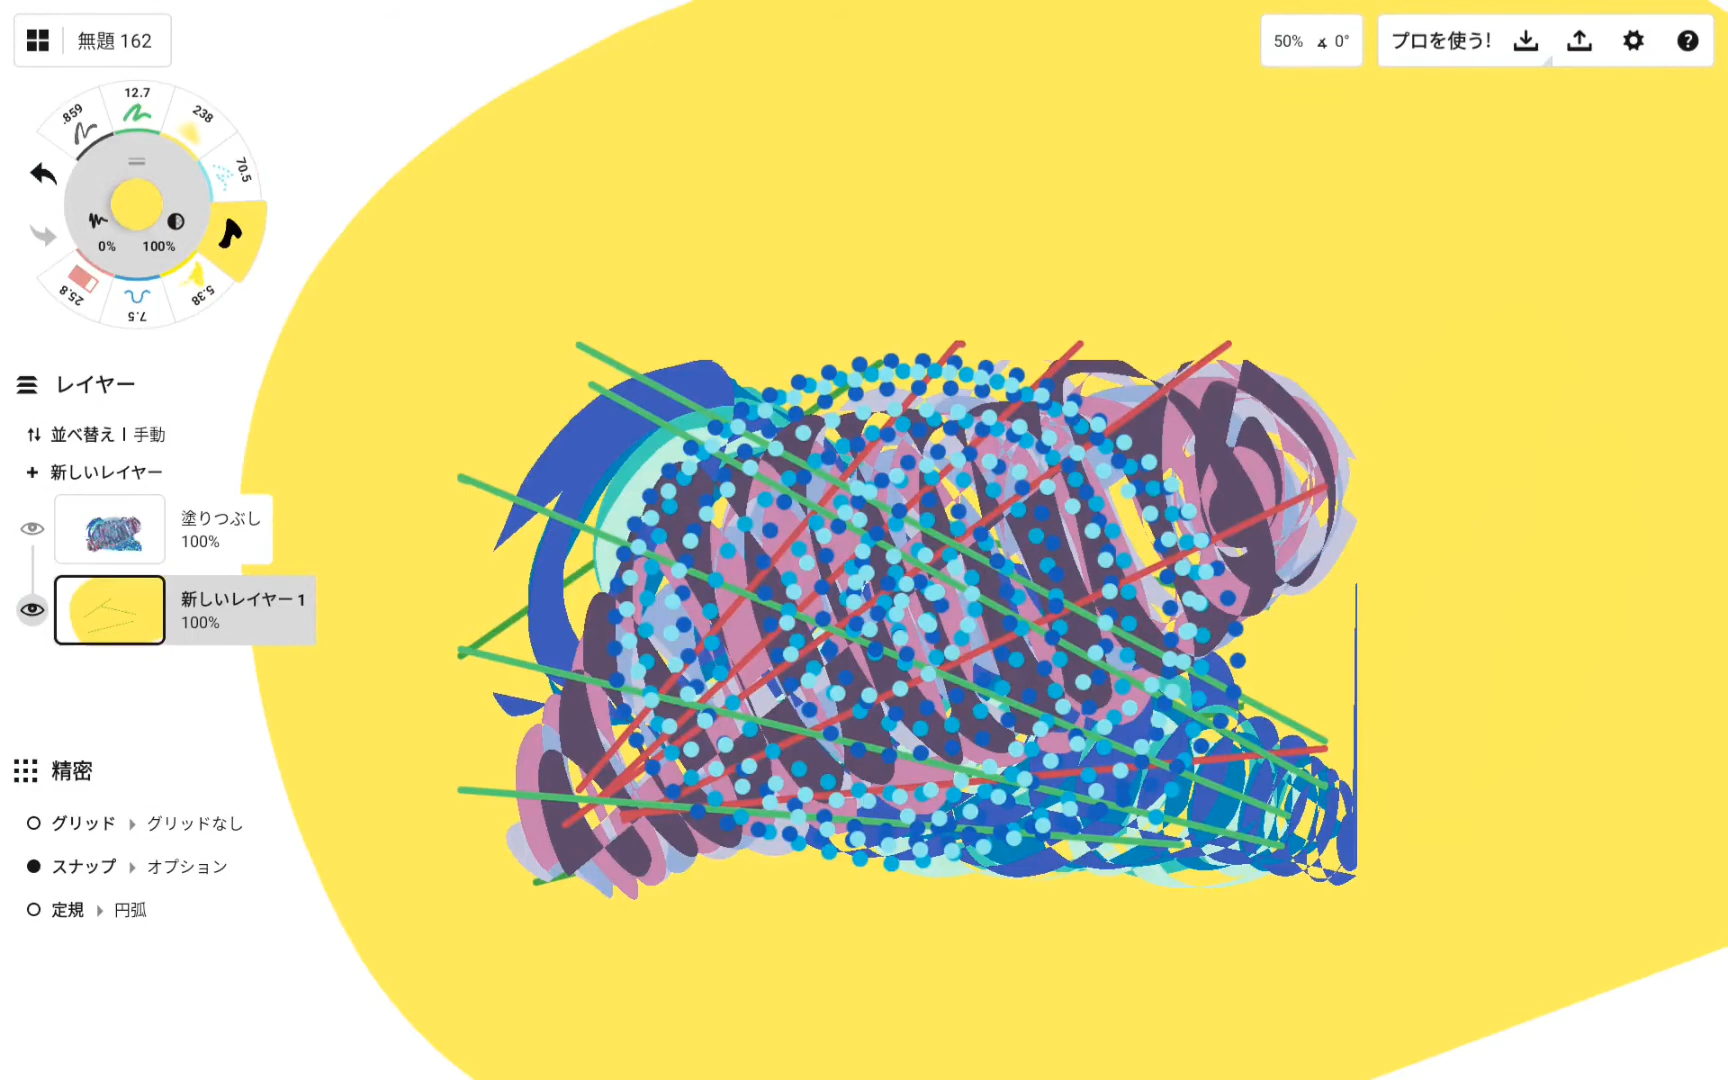 無題 162
50% 0°
プロを使う!
.859
12.7
238
70.5
0% 100%
25.8
7.5
5.38
レイヤー
並べ替え | 手動
+ 新しいレイヤー
塗りつぶし
100%
新しいレイヤー 1
100%
精密
グリッド グリッドなし
スナップ オプション
定規 円弧